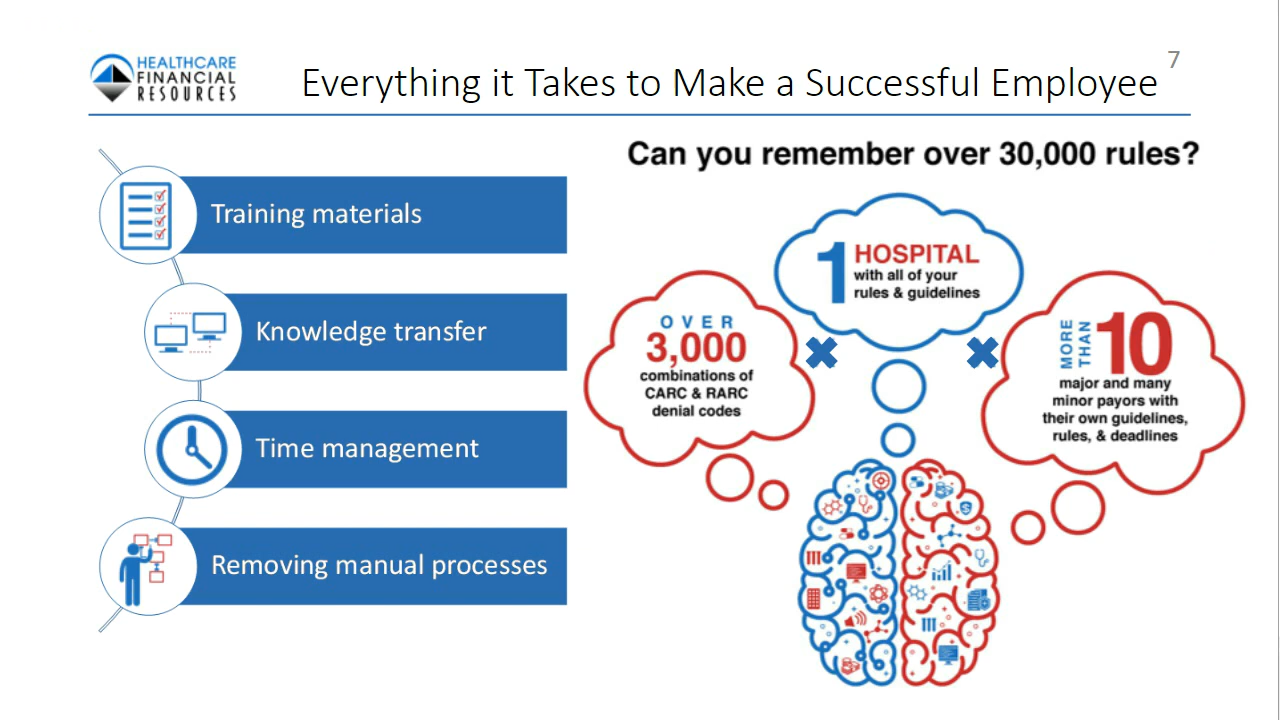 HEALTHCARE
FINANCIAL
RESOURCES
Everything it Takes to Make a Successful Employee
7
Training materials
Knowledge transfer
Time management
Removing manual processes
Can you remember over 30,000 rules?
OVER
3,000
combinations of
CARC & RARC
denial codes
1 HOSPITAL
with all of your
rules & guidelines
MORE
THAN
10
major and many
minor payors with
their own guidelines,
rules, & deadlines